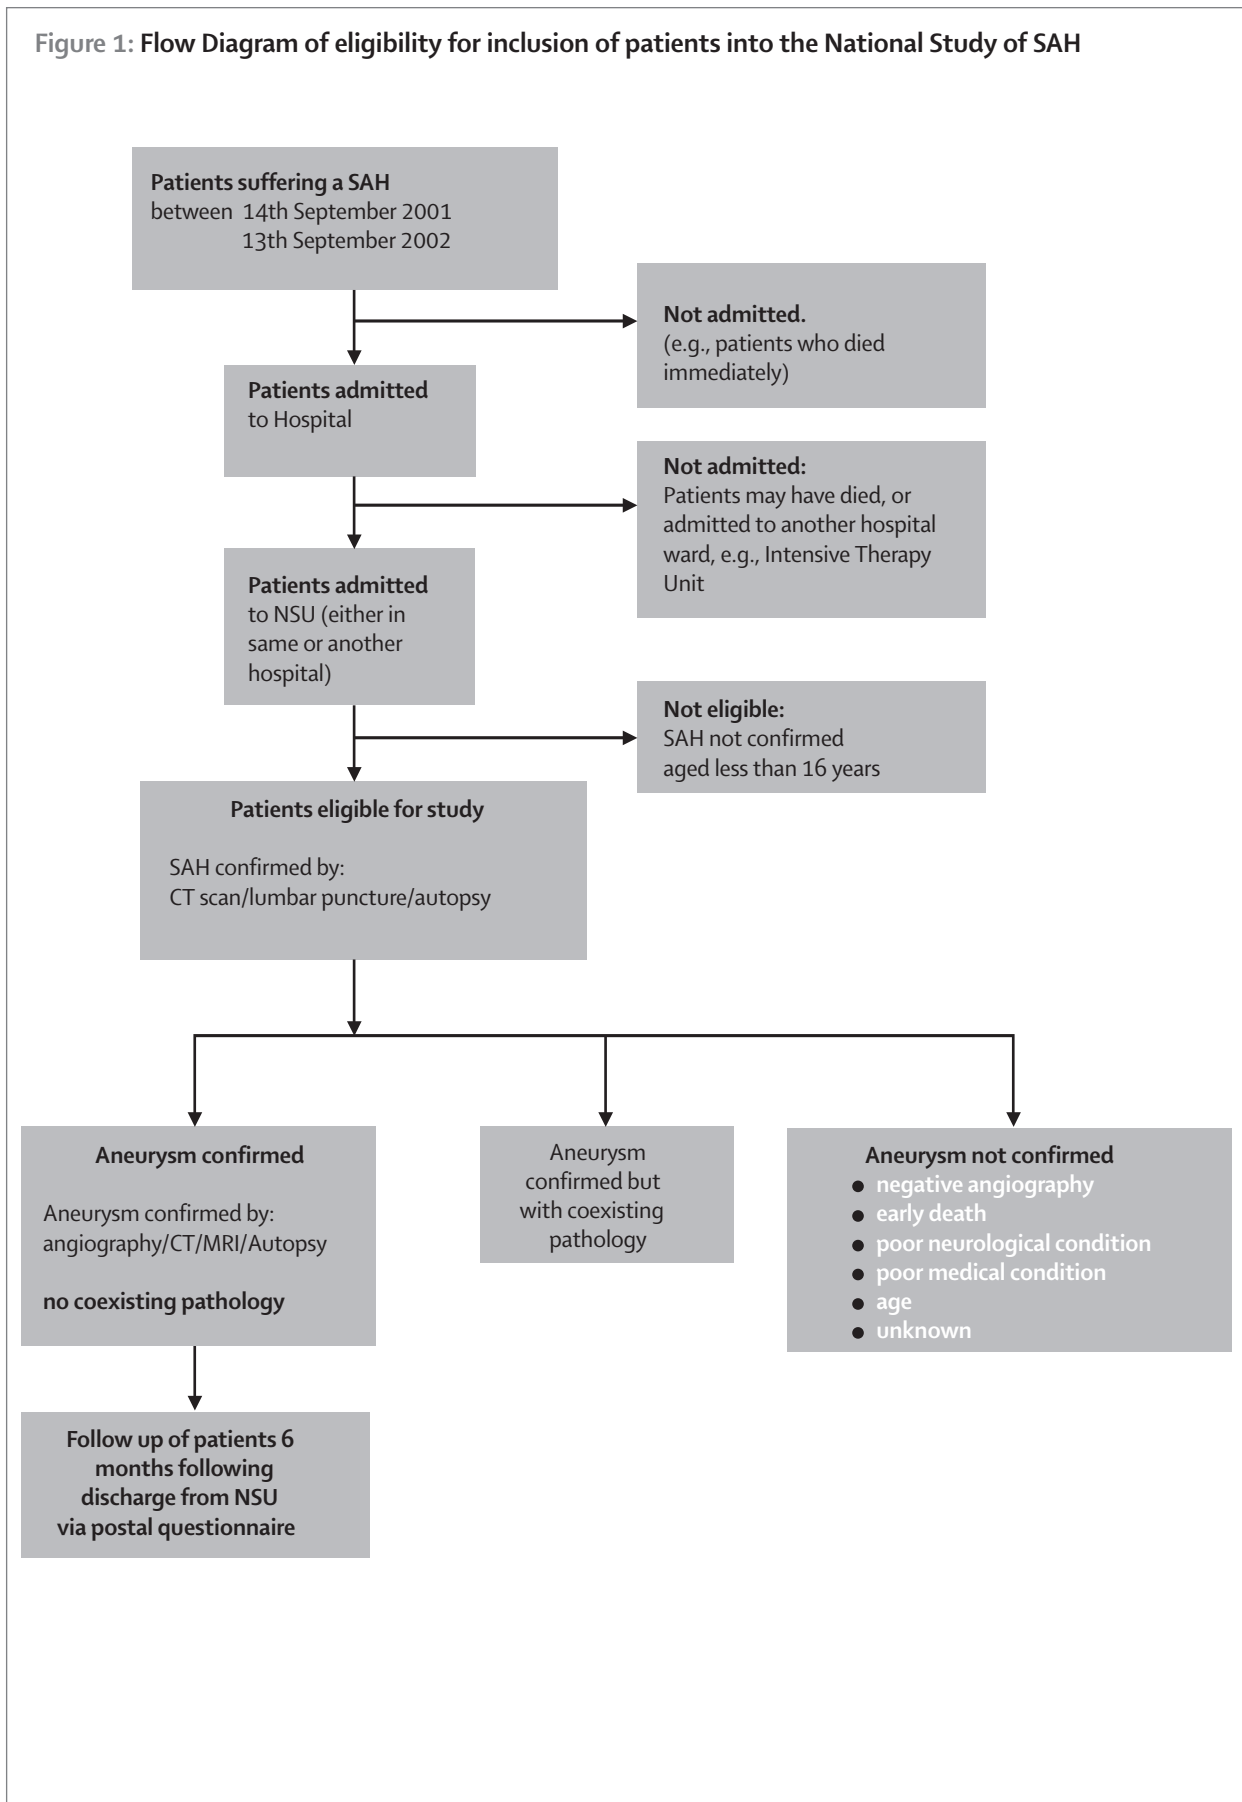 Figure 1: Flow Diagram of eligibility for inclusion of patients into the National Study of SAH
Patients suffering a SAH
between 14th September 2001
13th September 2002
Not admitted.
(e.g., patients who died
immediately)
Patients admitted
to Hospital
Not admitted:
Patients may have died, or
admitted to another hospital
ward, e.g., Intensive Therapy
Unit
Patients admitted
to NSU (either in
same or another
hospital)
Not eligible:
SAH not confirmed
aged less than 16 years
Patients eligible for study
SAH confirmed by:
CT scan/lumbar puncture/autopsy
Aneurysm confirmed
Aneurysm confirmed by:
angiography/CT/MRI/Autopsy
no coexisting pathology
Aneurysm
confirmed but
with coexisting
pathology
Aneurysm not confirmed
● negative angiography
● early death
● poor neurological condition
● poor medical condition
● age
● unknown
Follow up of patients 6
months following
discharge from NSU
via postal questionnaire